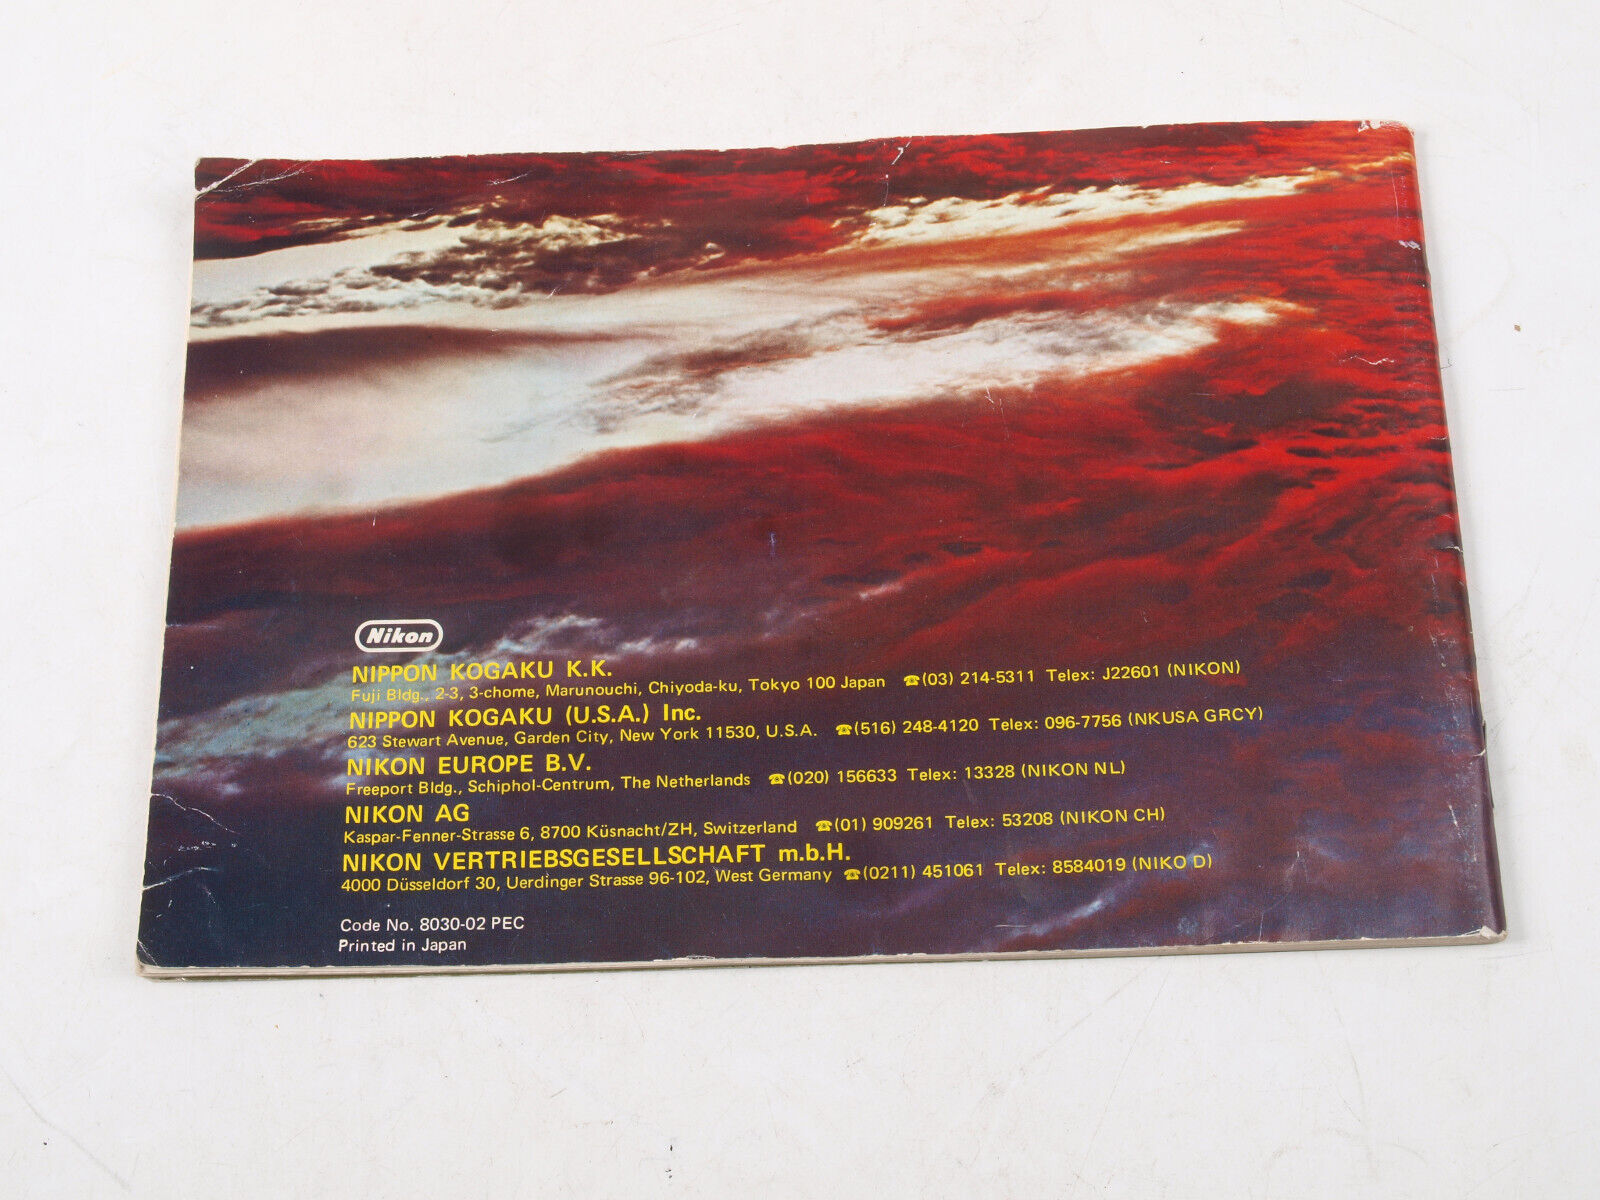 Nikon
NIPPON KOGAKU K.K.
Fuji Bldg., 2-3, 3-chome, Marunouchi, Chiyoda-ku, Tokyo 100 Japan ☎(03) 214-5311 Telex: J22601 (NIKON)
NIPPON KOGAKU (U.S.A.) Inc.
623 Stewart Avenue, Garden City, New York 11530, U.S.A. ☎(516) 248-4120 Telex: 096-7756 (NKUSA GRCY)
NIKON EUROPE B.V.
Freeport Bldg., Schiphol-Centrum, The Netherlands ☎(020) 156633 Telex: 13328 (NIKON NL)
NIKON AG
Kaspar-Fenner-Strasse 6, 8700 Küsnacht/ZH, Switzerland ☎(01) 909261 Telex: 53208 (NIKON CH)
NIKON VERTRIEBSGESELLSCHAFT m.b.H.
4000 Düsseldorf 30, Uerdinger Strasse 96-102, West Germany ☎(0211) 451061 Telex: 8584019 (NIKO D)
Code No. 8030-02 PEC
Printed in Japan